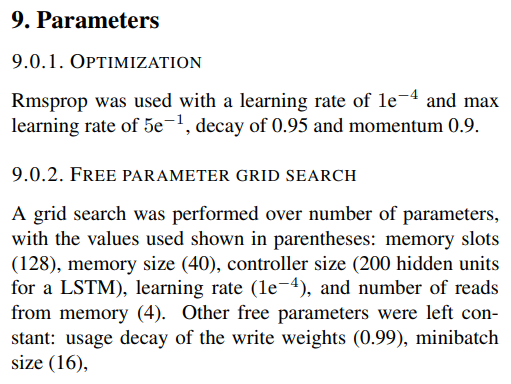 9. Parameters
9.0.1. OPTIMIZATION
Rmsprop was used with a learning rate of 1e⁻⁴ and max
learning rate of 5e⁻¹, decay of 0.95 and momentum 0.9.
9.0.2. FREE PARAMETER GRID SEARCH
A grid search was performed over number of parameters,
with the values used shown in parentheses: memory slots
(128), memory size (40), controller size (200 hidden units
for a LSTM), learning rate (1e⁻⁴), and number of reads
from memory (4). Other free parameters were left con-
stant: usage decay of the write weights (0.99), minibatch
size (16),